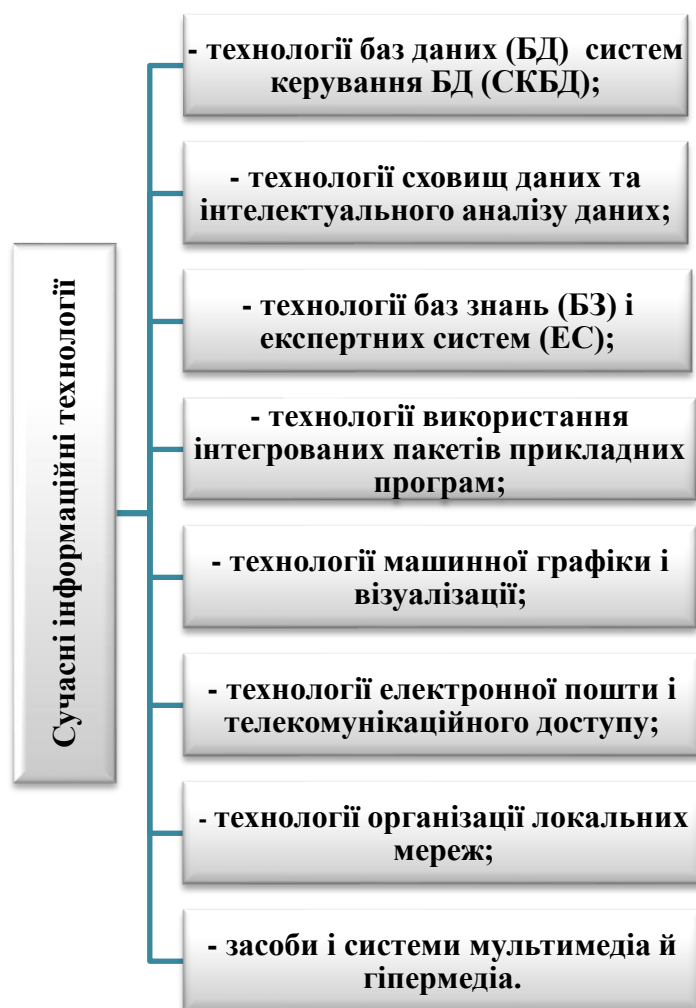 Сучасні інформаційні технології
- технології баз даних (БД) систем
керування БД (СКБД);
- технології сховищ даних та
інтелектуального аналізу даних;
- технології баз знань (БЗ) і
експертних систем (ЕС);
- технології використання
інтегрованих пакетів прикладних
програм;
- технології машинної графіки і
візуалізації;
- технології електронної пошти і
телекомунікаційного доступу;
- технології організації локальних
мереж;
- засоби і системи мультимедіа й
гіпермедіа.